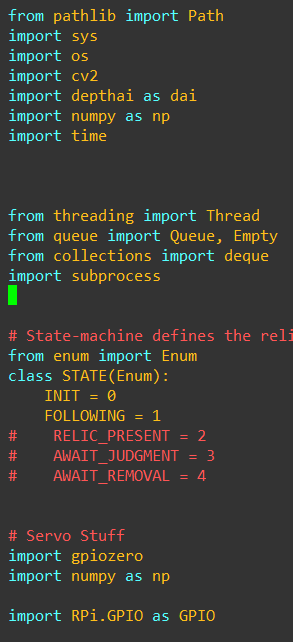 from pathlib import Path
import sys
import os
import cv2
import depthai as dai
import numpy as np
import time
from threading import Thread
from queue import Queue, Empty
from collections import deque
import subprocess
# State-machine defines the reli
from enum import Enum
class STATE(Enum):
    INIT = 0
    FOLLOWING = 1
#    RELIC_PRESENT = 2
#    AWAIT_JUDGMENT = 3
#    AWAIT_REMOVAL = 4
# Servo Stuff
import gpiozero
import numpy as np
import RPi.GPIO as GPIO